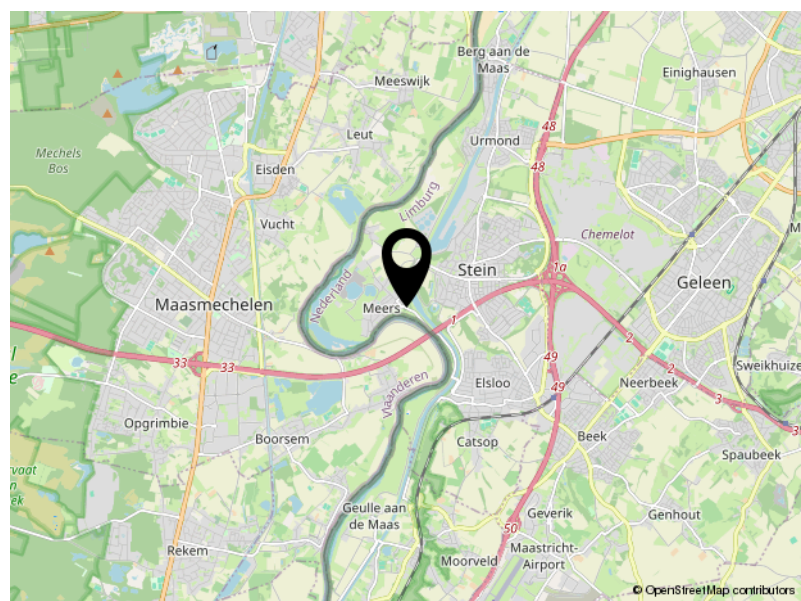 Berg aan de
Maas
Einighausen
Meeswijk
48
Leut
Urmond
Mechels
Bos
48
Eisden
Limburg
Vucht
Chemelot
M
Stein
1a
Nederland
Geleen
Maasmechelen
Meers
1
2
33
33
49
2
Sweikhuize
Vlaanderen
Elsloo
49
Neerbeek
3
Opgrimbie
3
Boorsem
Catsop
Beek
Spaubeek
Geulle aan
de Maas
Geverik
Genhout
50
Rekem
Maastricht-
Airport
Moorveld
© OpenStreetMap contributors